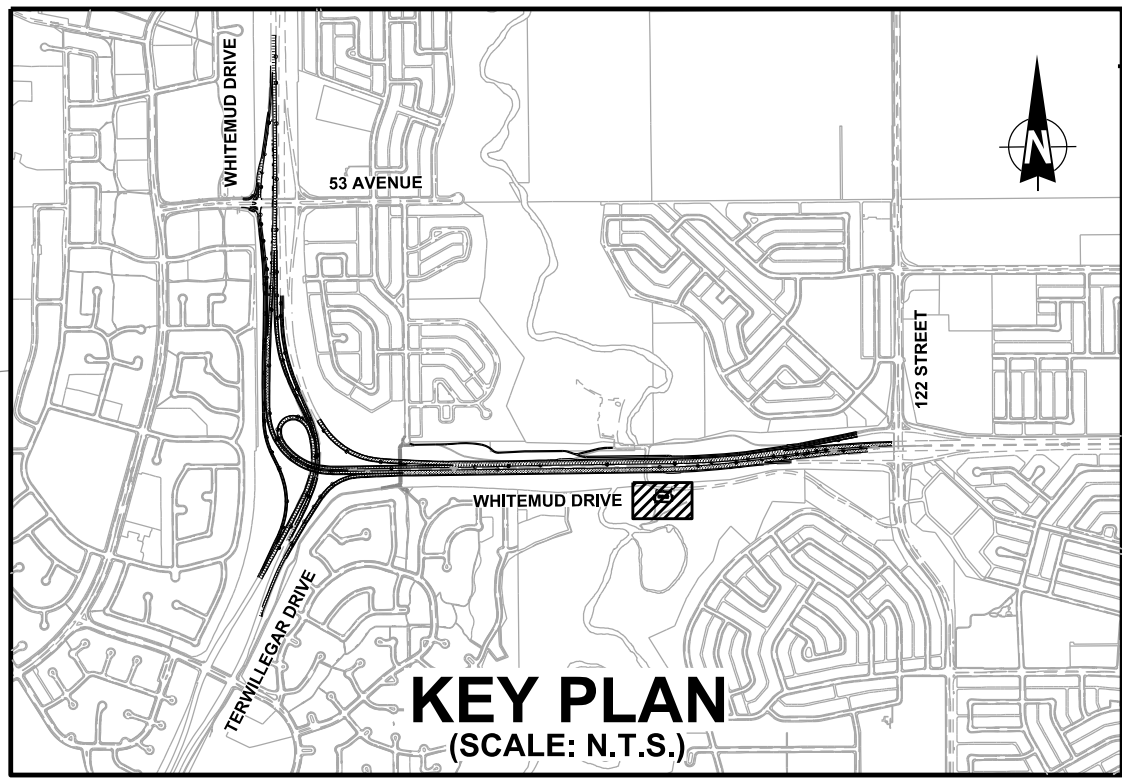 WHITEMUD DRIVE
53 AVENUE
N
122 STREET
WHITEMUD DRIVE
TERWILLEGAR DRIVE
KEY PLAN
(SCALE: N.T.S.)